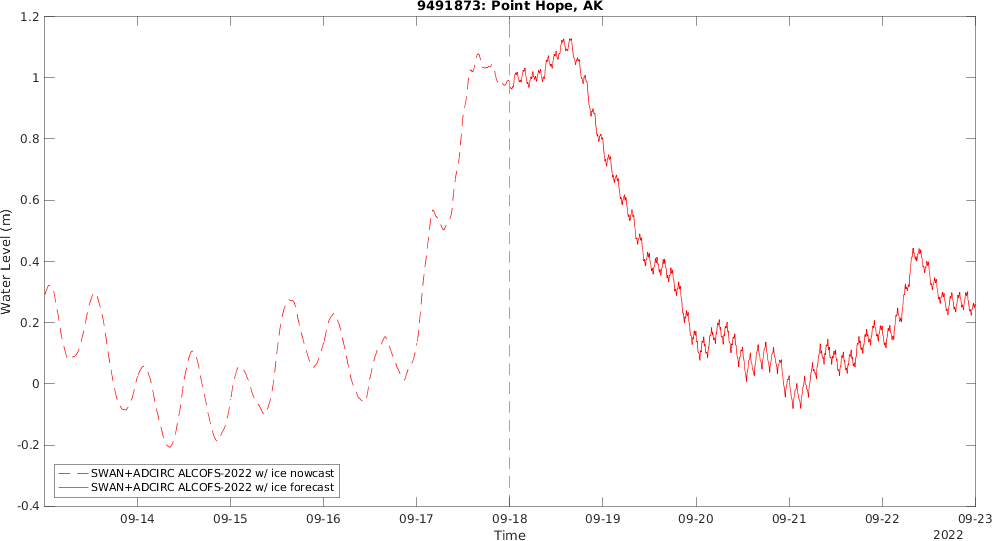 9491873: Point Hope, AK
1.2
1
0.8
0.6
0.4
0.2
0
-0.2
-0.4
Water Level (m)
SWAN+ADCIRC ALCOFS-2022 w/ ice nowcast
SWAN+ADCIRC ALCOFS-2022 w/ ice forecast
09-14 09-15 09-16 09-17 09-18 09-19 09-20 09-21 09-22 09-23
Time
2022